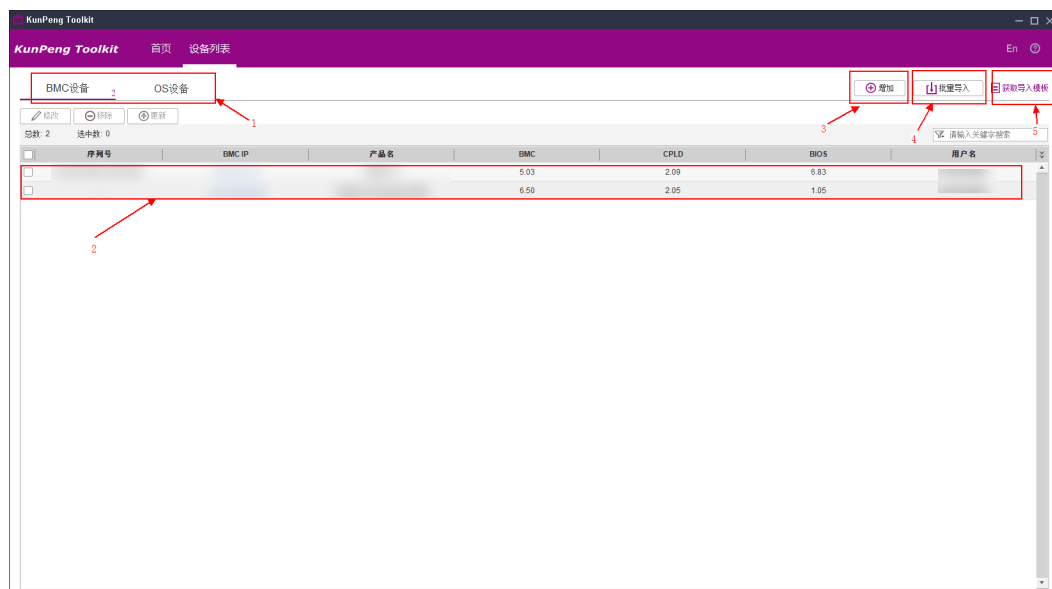 KunPeng Toolkit
KunPeng Toolkit 首页 设备列表 En
BMC设备 2 OS设备 增加 批量导入 获取导入模板
修改 移除 更新 1 3 4 5
总数: 2 选中数: 0 请输入关键字搜索
序列号 BMC IP 产品名 BMC CPLD BIOS 用户名
5.03 2.09 6.83
6.50 2.05 1.05
2